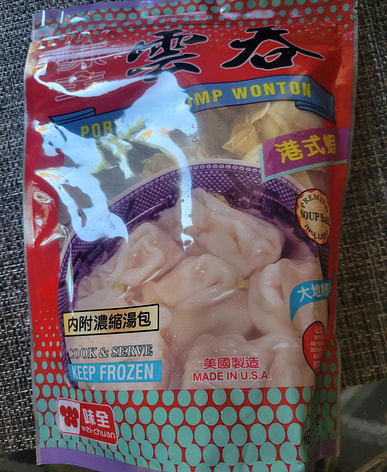 雲吞
POR MP WONTON
港式
PREMIUM
SOUP BASE
大地
內附濃縮湯包
COOK & SERVE
KEEP FROZEN
美國製造
MADE IN U.S.A.
味全
wei-chuan